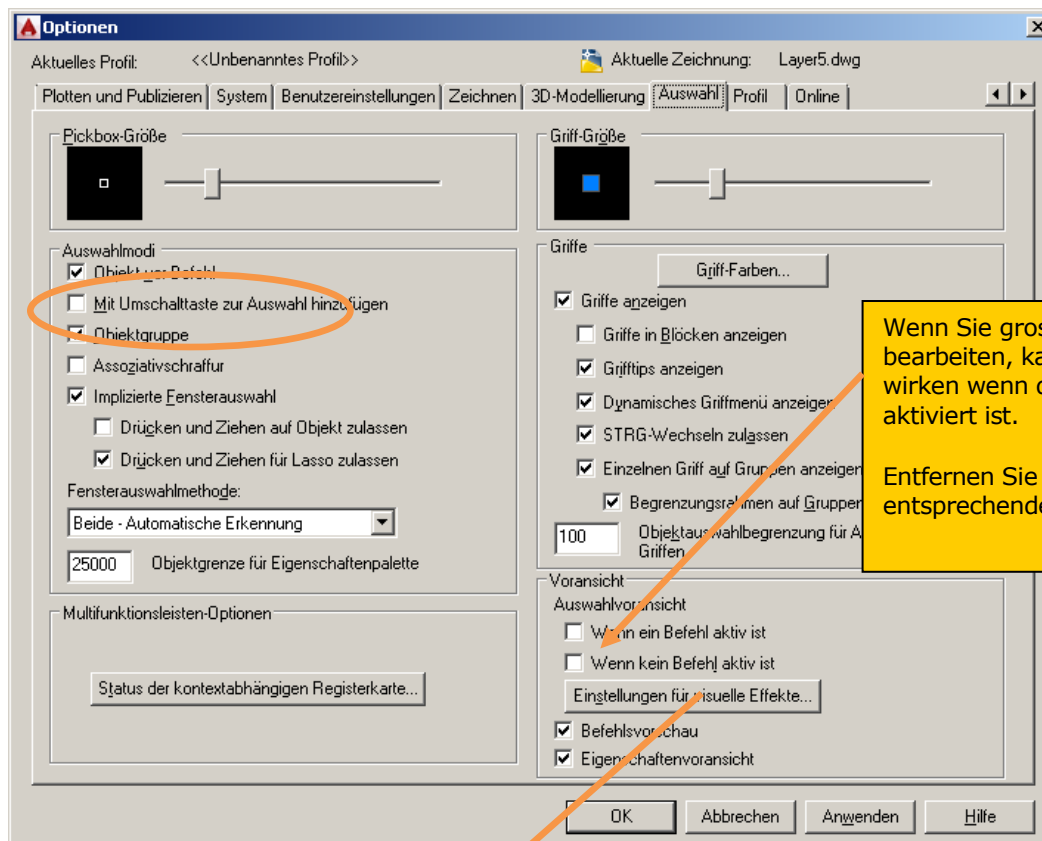 Optionen
Aktuelles Profil: <<Unbenanntes Profil>> Aktuelle Zeichnung: Layer5.dwg
Plotten und Publizieren System Benutzereinstellungen Zeichnen 3D-Modellierung Auswahl Profil Online
Pickbox-Größe
Auswahlmodi
Objekt vor Befehl
Mit Umschalttaste zur Auswahl hinzufügen
Objektgruppe
Assoziativschraffur
Implizierte Fensterauswahl
Drücken und Ziehen auf Objekt zulassen
Drücken und Ziehen für Lasso zulassen
Fensterauswahlmethode:
Beide - Automatische Erkennung
25000 Objektgrenze für Eigenschaftenpalette
Multifunktionsleisten-Optionen
Status der kontextabhängigen Registerkarte...
Griff-Größe
Griffe
Griff-Farben...
Griffe anzeigen
Griffe in Blöcken anzeigen
Grifftips anzeigen
Dynamisches Griffmenü anzeigen
STRG-Wechseln zulassen
Einzelnen Griff auf Gruppen anzeigen
Begrenzungsrahmen auf Gruppen
100 Objektauswahlbegrenzung für A
Griffen
Voransicht
Auswahlvoransicht
Wenn ein Befehl aktiv ist
Wenn kein Befehl aktiv ist
Einstellungen für visuelle Effekte...
Befehlsvorschau
Eigenschaftenvoransicht
Wenn Sie gros
bearbeiten, ka
wirken wenn d
aktiviert ist.
Entfernen Sie
entsprechende
OK Abbrechen Anwenden Hilfe